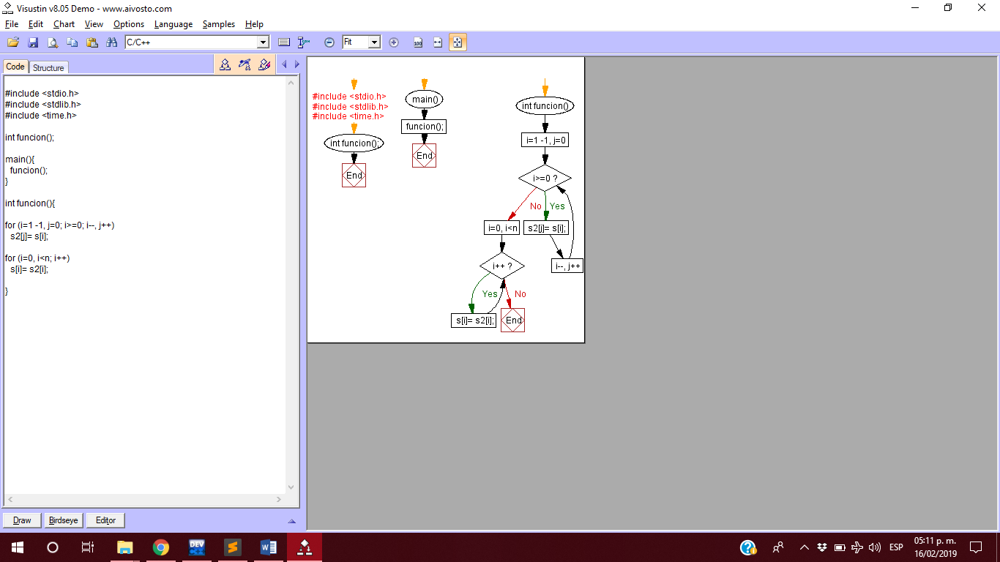 Visustin v8.05 Demo - www.aivosto.com
File Edit Chart View Options Language Samples Help
C/C++
Fit
100
Code Structure
#include <stdio.h>
#include <stdlib.h>
#include <time.h>
int funcion();
main(){
funcion();
}
int funcion(){
for (i=1 -1, j=0; i>=0; i--, j++)
s2[j]= s[i];
for (i=0, i<n; i++)
s[i]= s2[i];
}
Draw Birdseye Editor
#include <stdio.h>
#include <stdlib.h>
#include <time.h>
int funcion();
End
main()
funcion();
End
int funcion()
i=1 -1, j=0
i>=0 ?
No Yes
i=0, i<n s2[j]= s[i];
i++ ? i--, j++
Yes No
s[i]= s2[i]; End
DEV
W
ESP
05:11 p. m.
16/02/2019